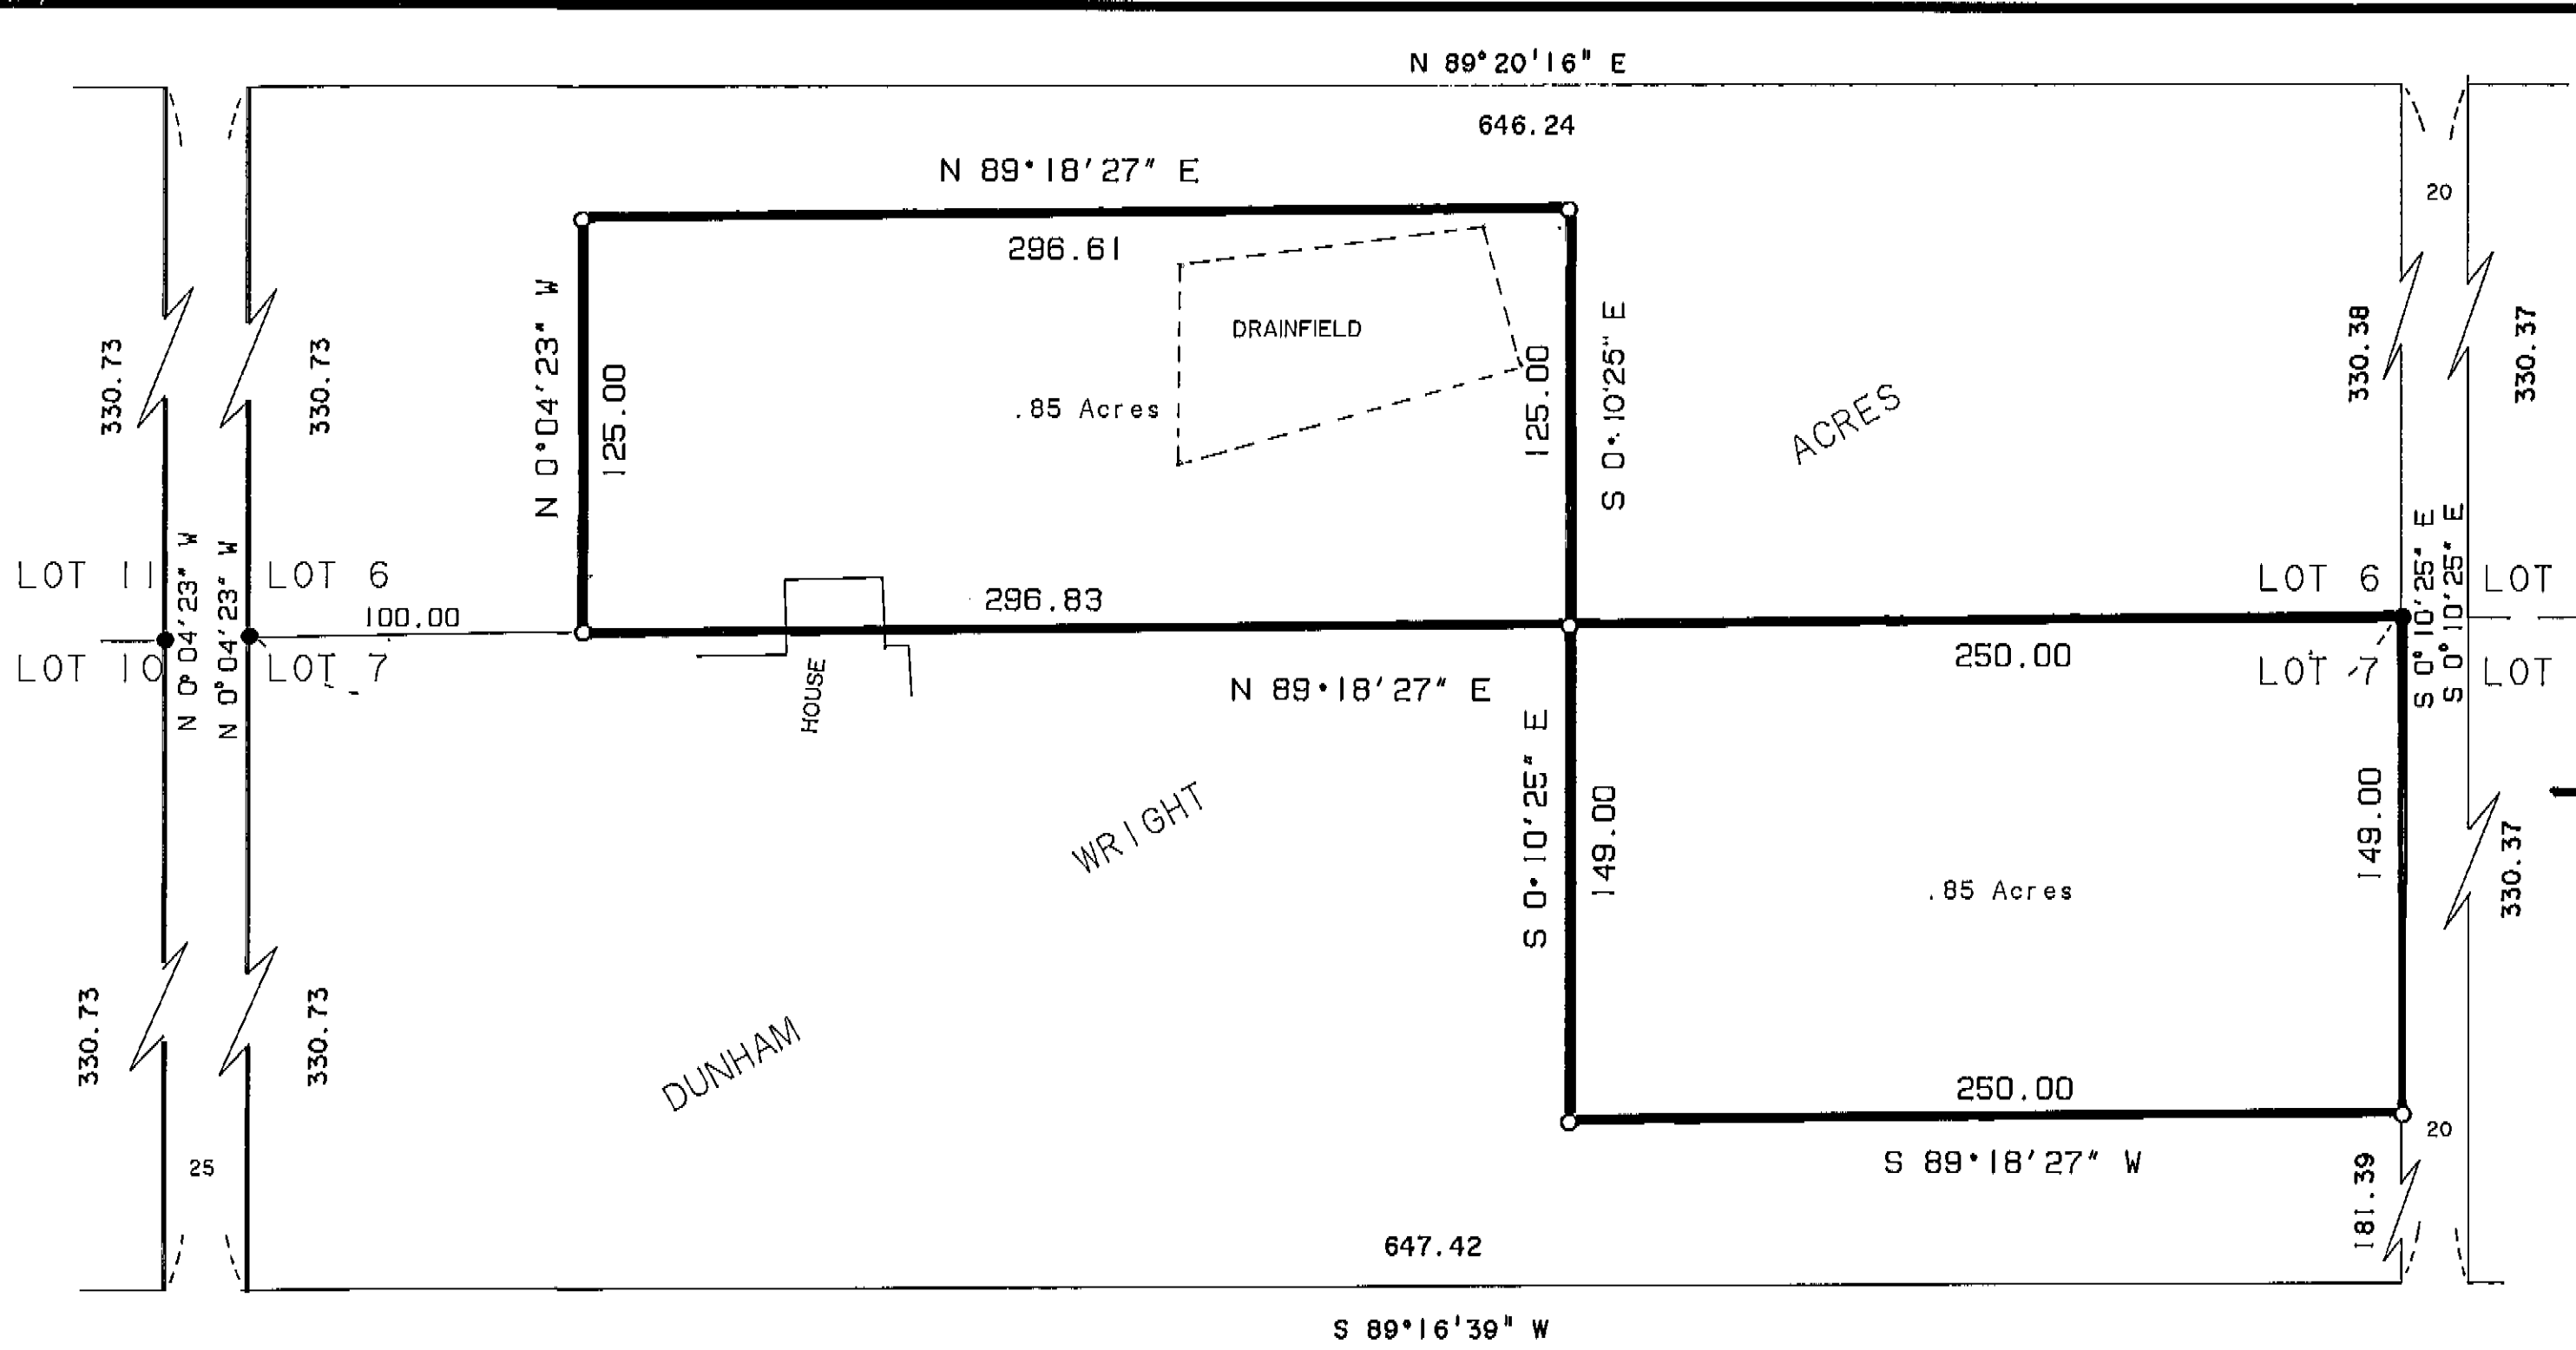 N 89°20'16" E
646.24
N 89°18'27" E
20
296.61
DRAINFIELD
N 0°04'23" W
125.00
.85 Acres
125.00
S 0°10'25" E
ACRES
330.73
330.73
330.38
330.37
LOT 11
N 0°04'23" W
N 0°04'23" W
LOT 6
100.00
296.83
LOT 6
S 0°10'25" E
S 0°10'25" E
LOT
LOT 10
LOT 7
HOUSE
N 89°18'27" E
250.00
LOT 7
LOT
S 0°10'25" E
149.00
WRIGHT
.85 Acres
149.00
330.37
330.73
330.73
DUNHAM
250.00
20
25
S 89°18'27" W
181.39
647.42
S 89°16'39" W